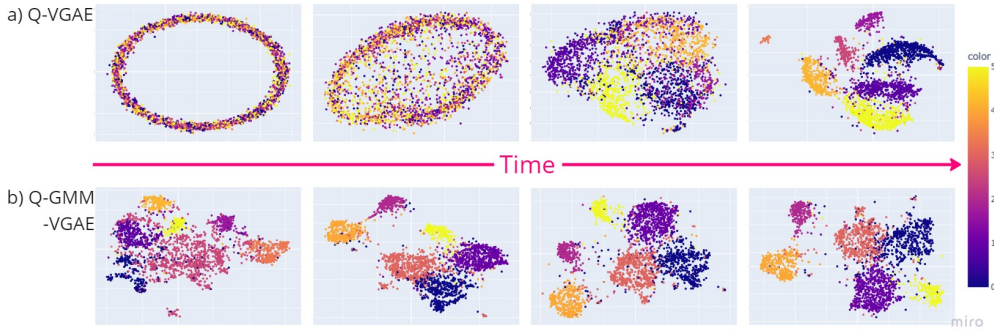 a) Q-VGAE
color
5
4
3
2
1
0
Time
b) Q-GMM
-VGAE
miro